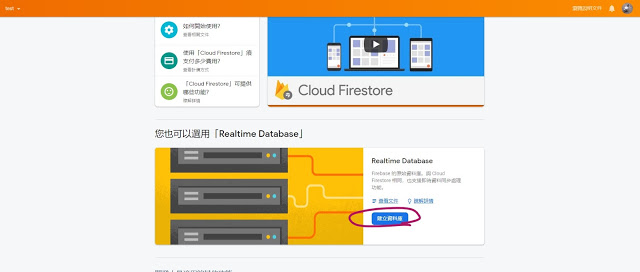 test
說明文件
如何開始使用?
查看相關文件
使用「Cloud Firestore」須
支付多少費用?
查看計費方式
「Cloud Firestore」可提供
哪些功能?
瞭解詳情
Cloud Firestore
您也可以選用「Realtime Database」
Realtime Database
Firebase 的原始資料庫。與 Cloud
Firestore 相同,也支援即時資料同步處理
功能。
查看文件 瞭解詳情
建立資料庫